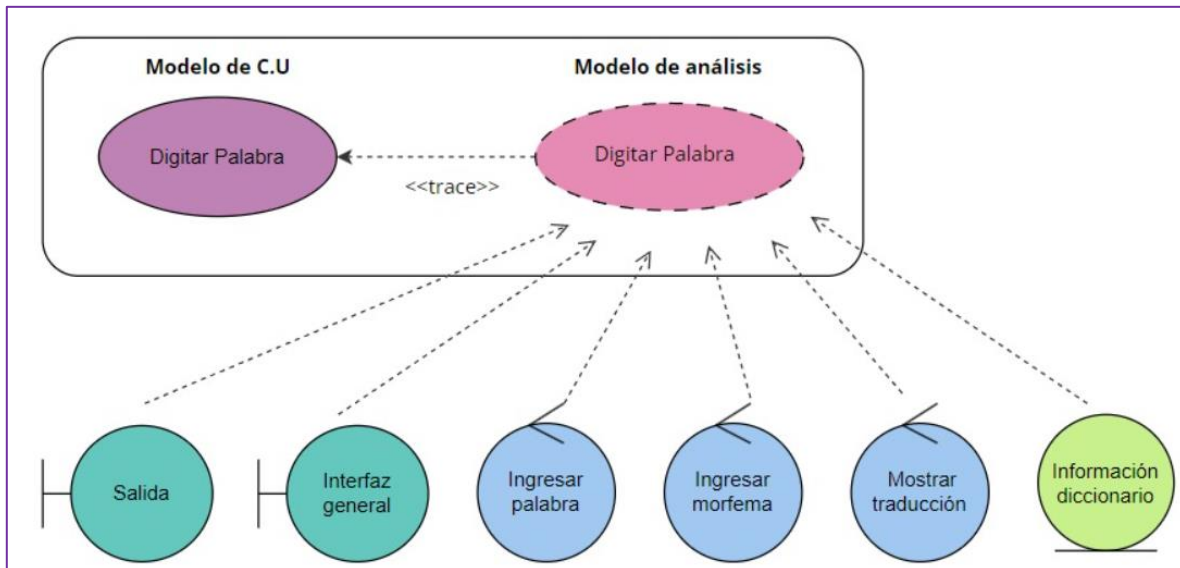 Modelo de C.U
Modelo de análisis
Digitar Palabra
Digitar Palabra
<<trace>>
Salida
Interfaz
general
Ingresar
palabra
Ingresar
morfema
Mostrar
traducción
Información
diccionario